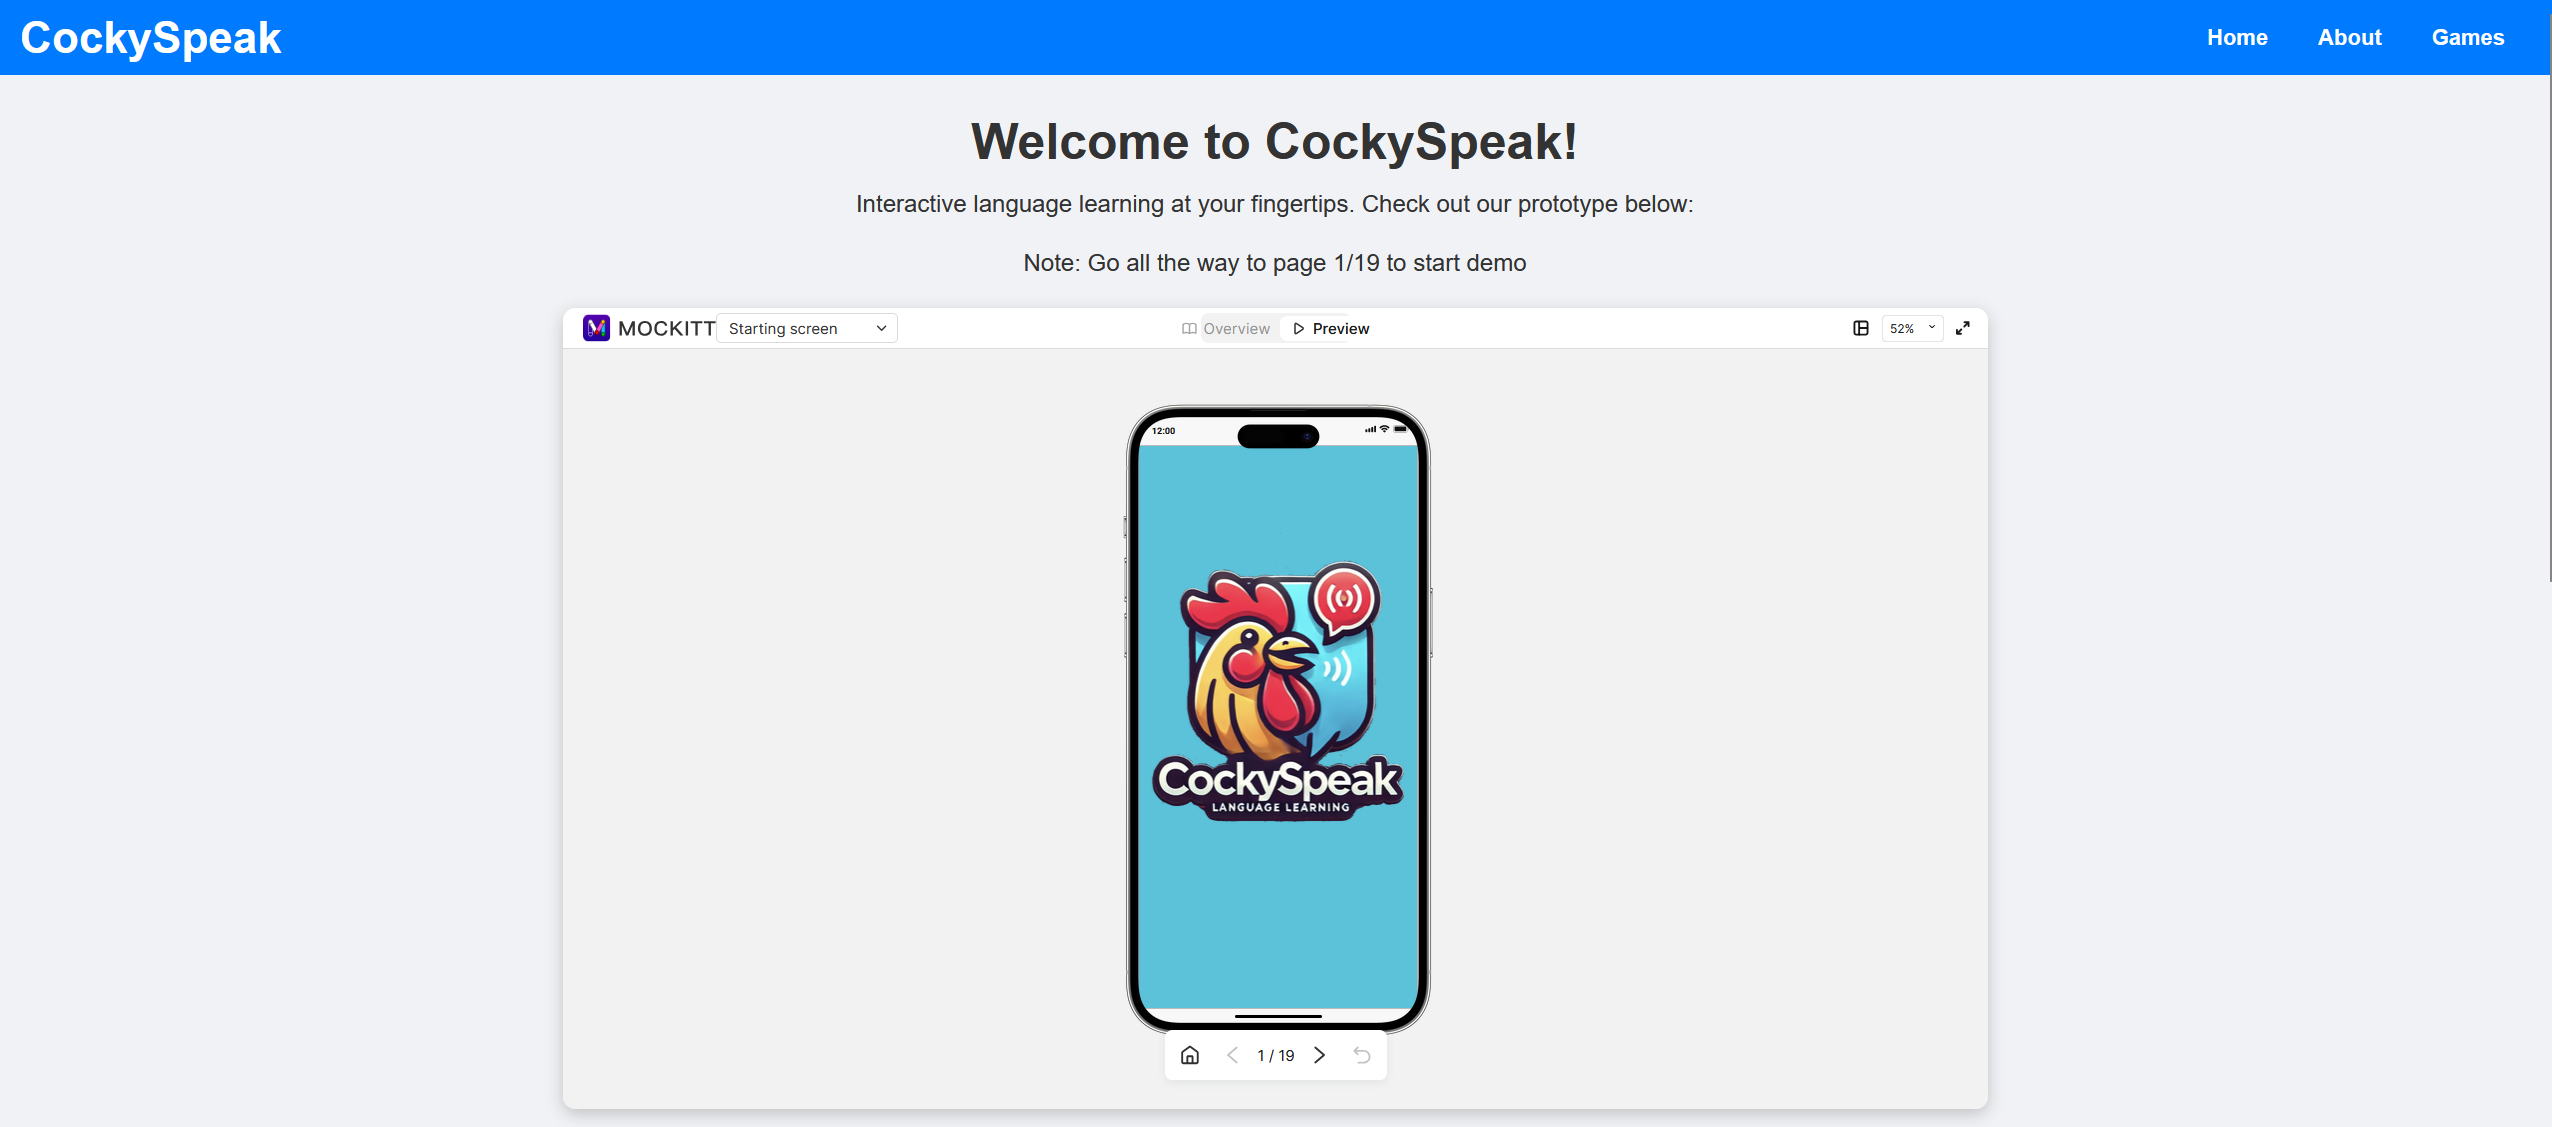 CockySpeak
Home About Games
Welcome to CockySpeak!
Interactive language learning at your fingertips. Check out our prototype below:
Note: Go all the way to page 1/19 to start demo
MOCKITT Starting screen Overview Preview 52%
12:00
CockySpeak
LANGUAGE LEARNING
1 / 19